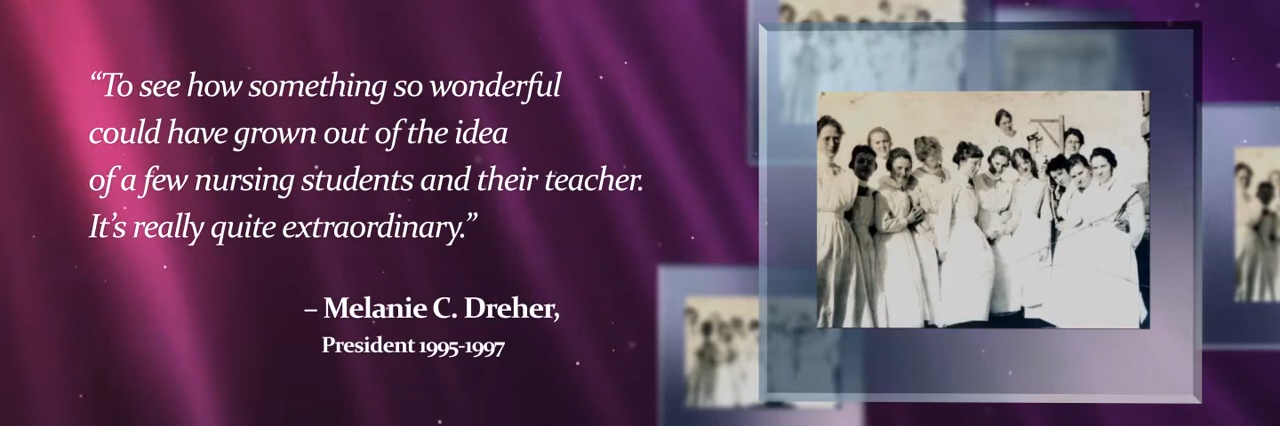 “To see how something so wonderful
could have grown out of the idea
of a few nursing students and their teacher.
It’s really quite extraordinary.”
– Melanie C. Dreher,
President 1995-1997